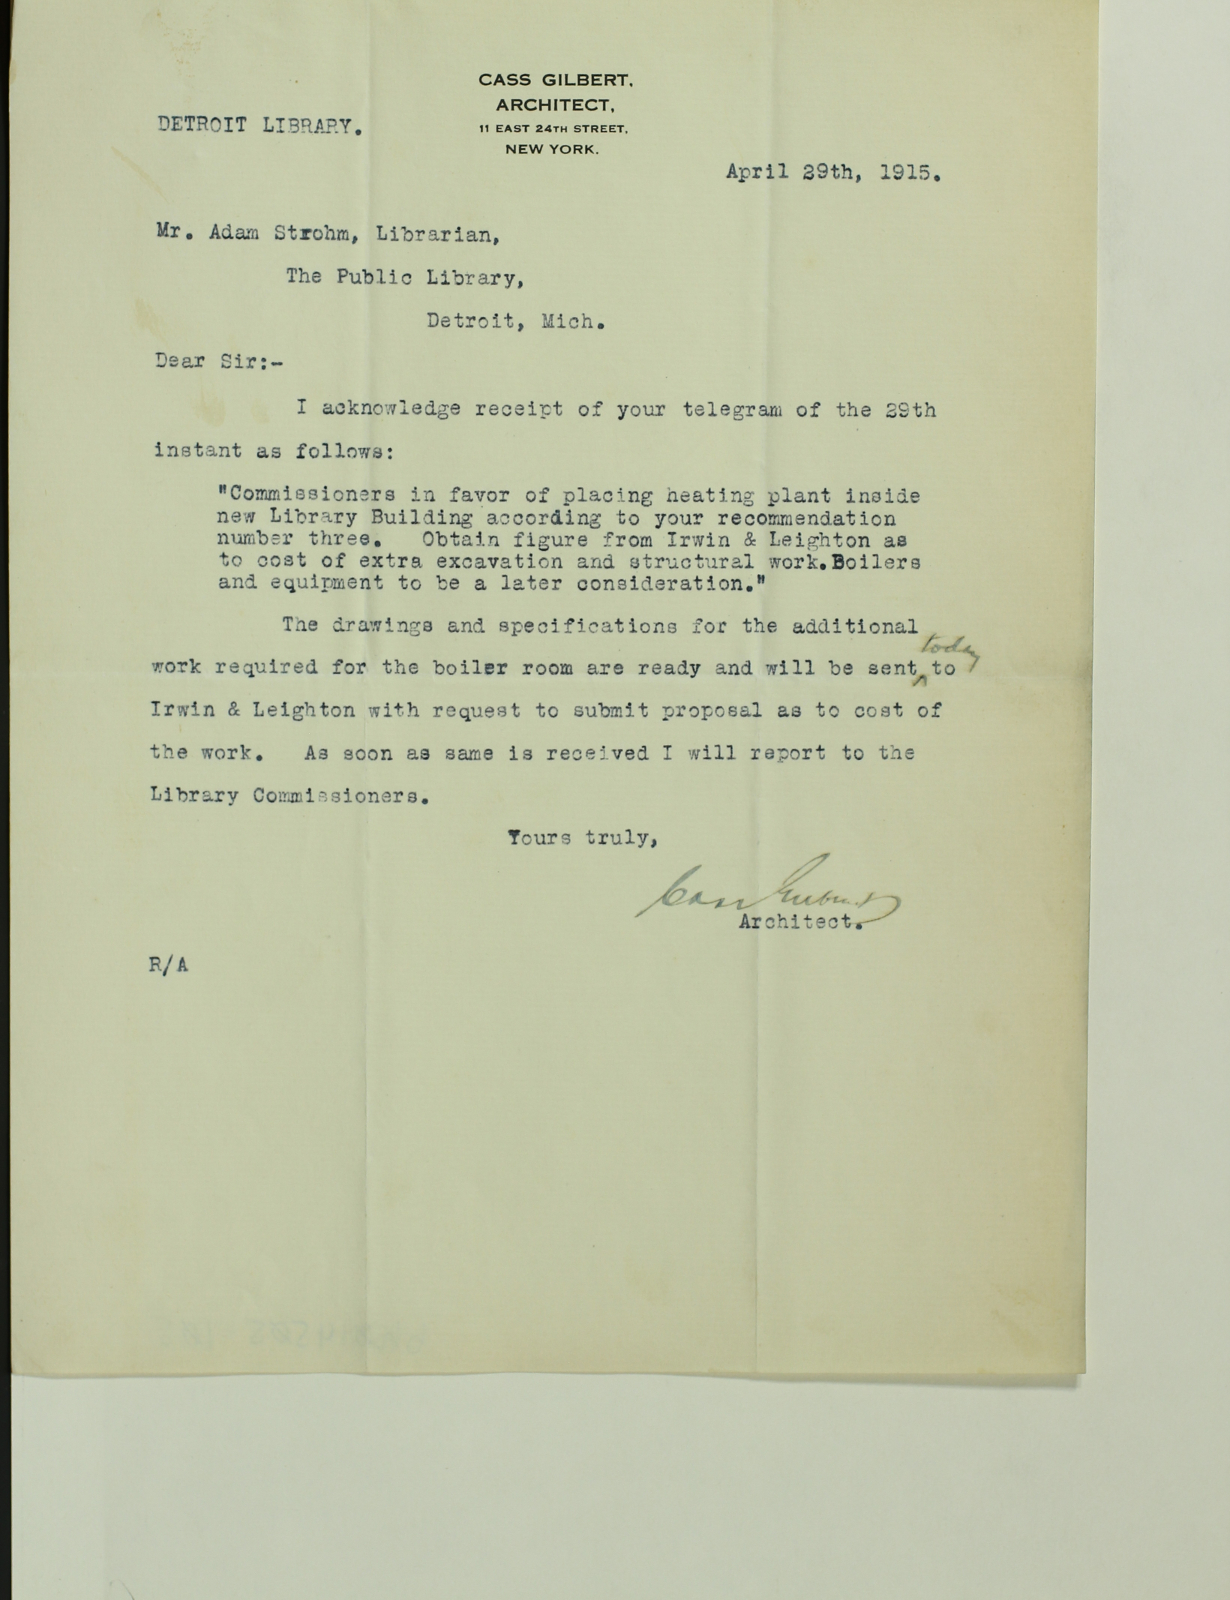 CASS GILBERT,
ARCHITECT,
11 EAST 24TH STREET,
NEW YORK.
DETROIT LIBRARY.
April 29th, 1915.
Mr. Adam Strohm, Librarian,
The Public Library,
Detroit, Mich.
Dear Sir:-
I acknowledge receipt of your telegram of the 29th
instant as follows:
"Commissioners in favor of placing heating plant inside
new Library Building according to your recommendation
number three. Obtain figure from Irwin & Leighton as
to cost of extra excavation and structural work.Boilers
and equipment to be a later consideration."
The drawings and specifications for the additional
work required for the boiler room are ready and will be sent today to
Irwin & Leighton with request to submit proposal as to cost of
the work. As soon as same is received I will report to the
Library Commissioners.
Yours truly,
Cass Gilbert
Architect.
R/A